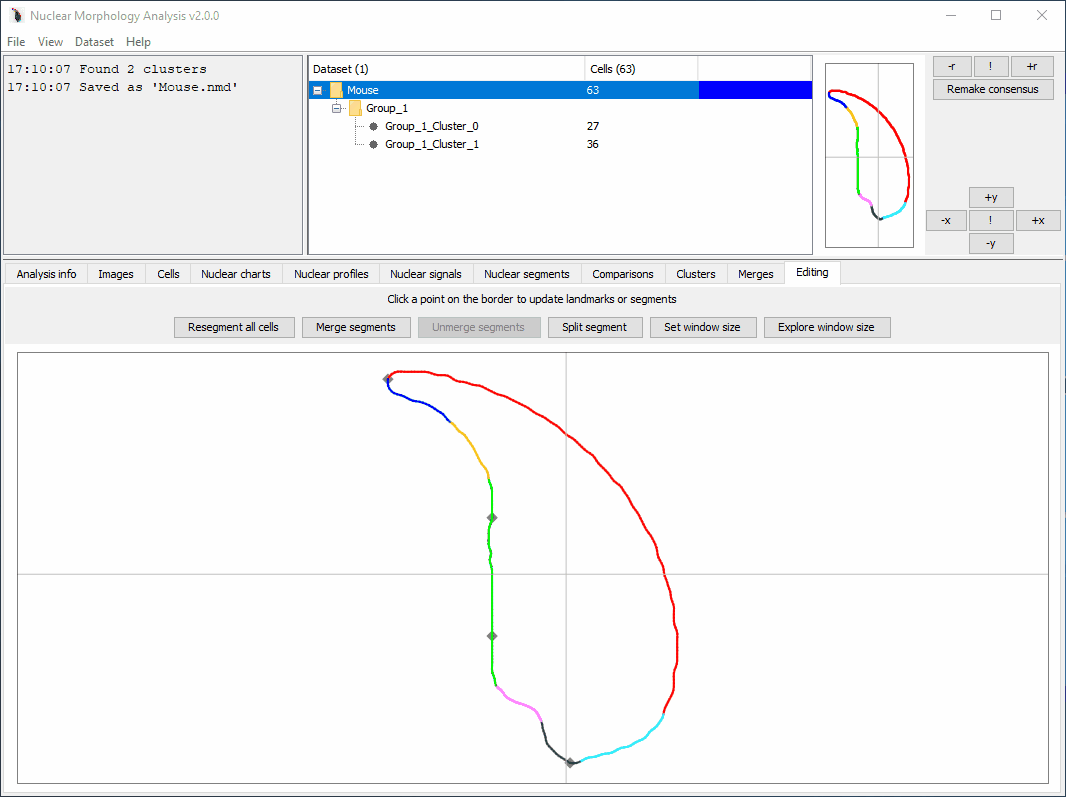 Nuclear Morphology Analysis v2.0.0
File View Dataset Help
17:10:07 Found 2 clusters
17:10:07 Saved as 'Mouse.nmd'
Dataset (1) Cells (63)
Mouse 63
Group_1
Group_1_Cluster_0 27
Group_1_Cluster_1 36
-r ! +r
Remake consensus
+y
-x ! +x
-y
Analysis info Images Cells Nuclear charts Nuclear profiles Nuclear signals Nuclear segments Comparisons Clusters Merges Editing
Click a point on the border to update landmarks or segments
Resegment all cells Merge segments Unmerge segments Split segment Set window size Explore window size